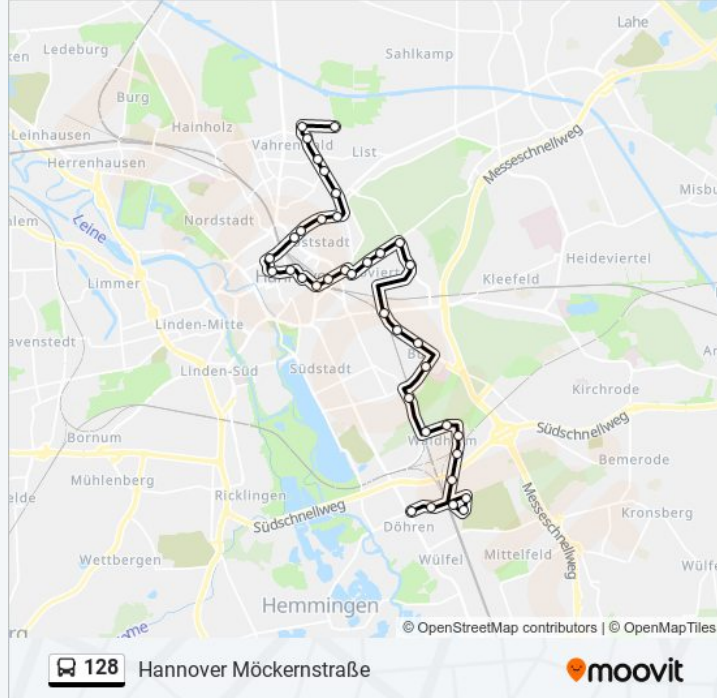 Ledeburg
Lahe
Sahlkamp
Burg
Hainholz
Leinhausen
Vahrenwald
List
Herrenhausen
Messeschnellweg
Nordstadt
Leine
Heideviertel
Kleefeld
Limmer
Linden-Mitte
Linden-Süd
Südstadt
Kirchrode
Bornum
Waldheim
Südschnellweg
Bemerode
Mühlenberg
Ricklingen
Südschnellweg
Messeschnellweg
Kronsberg
Döhren
Wettbergen
Wülfel
Mittelfeld
Hemmingen
© OpenStreetMap contributors | © OpenMapTiles
128 Hannover Möckernstraße
moovit